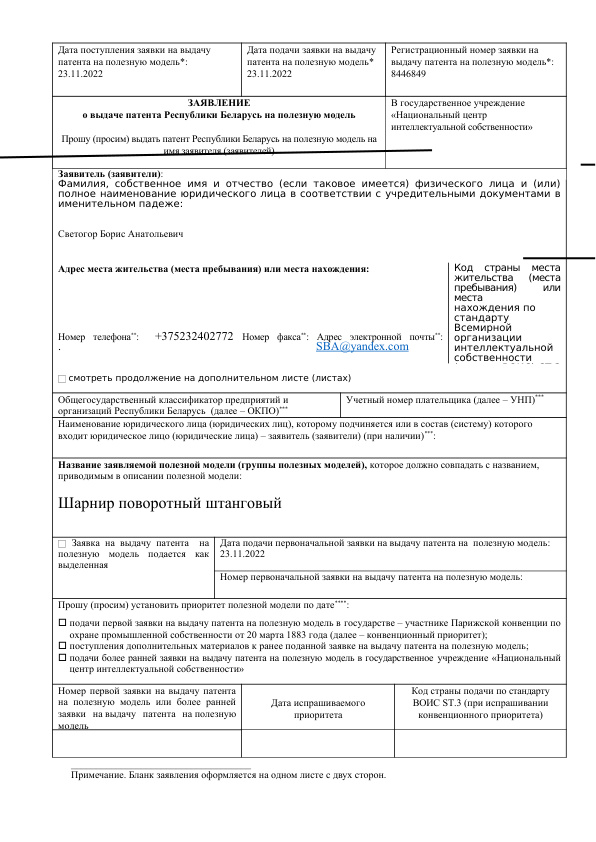 Дата поступления заявки на выдачу
патента на полезную модель*:
23.11.2022
Дата подачи заявки на выдачу
патента на полезную модель*
23.11.2022
Регистрационный номер заявки на
выдачу патента на полезную модель*:
8446849
ЗАЯВЛЕНИЕ
о выдаче патента Республики Беларусь на полезную модель
Прошу (просим) выдать патент Республики Беларусь на полезную модель на
имя заявителя (заявителей)
В государственное учреждение
«Национальный центр
интеллектуальной собственности»
Заявитель (заявители):
Фамилия, собственное имя и отчество (если таковое имеется) физического лица и (или)
полное наименование юридического лица в соответствии с учредительными документами в
именительном падеже:
Светогор Борис Анатольевич
Адрес места жительства (места пребывания) или места нахождения:
Номер телефона**: +375232402772 Номер факса**: Адрес электронной почты**:
. SBA@yandex.com
Код страны места
жительства (места
пребывания) или
места
нахождения по
стандарту
Всемирной
организации
интеллектуальной
собственности
смотреть продолжение на дополнительном листе (листах)
Общегосударственный классификатор предприятий и
организаций Республики Беларусь (далее – ОКПО)***
Учетный номер плательщика (далее – УНП)***
Наименование юридического лица (юридических лиц), которому подчиняется или в состав (систему) которого
входит юридическое лицо (юридические лица) – заявитель (заявители) (при наличии)***:
Название заявляемой полезной модели (группы полезных моделей), которое должно совпадать с названием,
приводимым в описании полезной модели:
Шарнир поворотный штанговый
Заявка на выдачу патента на
полезную модель подается как
выделенная
Дата подачи первоначальной заявки на выдачу патента на полезную модель:
23.11.2022
Номер первоначальной заявки на выдачу патента на полезную модель:
Прошу (просим) установить приоритет полезной модели по дате****:
подачи первой заявки на выдачу патента на полезную модель в государстве – участнике Парижской конвенции по
охране промышленной собственности от 20 марта 1883 года (далее – конвенционный приоритет);
поступления дополнительных материалов к ранее поданной заявке на выдачу патента на полезную модель;
подачи более ранней заявки на выдачу патента на полезную модель в государственное учреждение «Национальный
центр интеллектуальной собственности»
Номер первой заявки на выдачу патента
на полезную модель или более ранней
заявки на выдачу патента на полезную
модель
Дата испрашиваемого
приоритета
Код страны подачи по стандарту
ВОИС ST.3 (при испрашивании
конвенционного приоритета)
Примечание. Бланк заявления оформляется на одном листе с двух сторон.